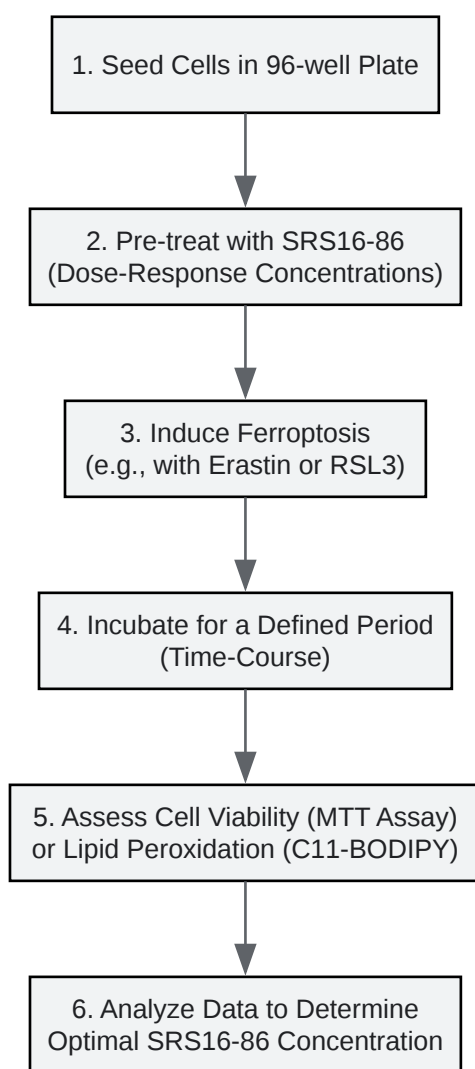 1. Seed Cells in 96-well Plate
2. Pre-treat with SRS16-86
(Dose-Response Concentrations)
3. Induce Ferroptosis
(e.g., with Erastin or RSL3)
4. Incubate for a Defined Period
(Time-Course)
5. Assess Cell Viability (MTT Assay)
or Lipid Peroxidation (C11-BODIPY)
6. Analyze Data to Determine
Optimal SRS16-86 Concentration